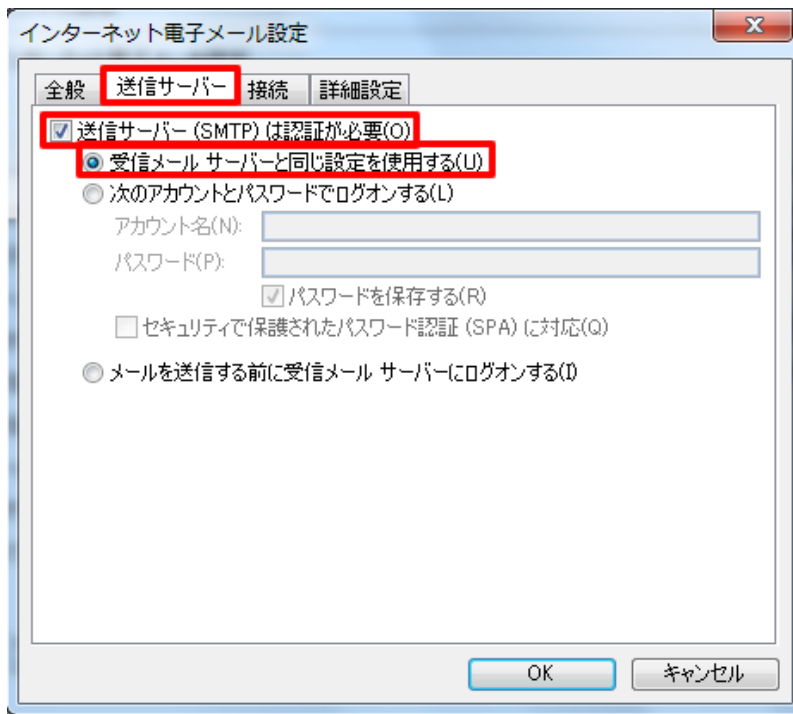 インターネット電子メール設定
全般 送信サーバー 接続 詳細設定
送信サーバー (SMTP) は認証が必要(O)
受信メール サーバーと同じ設定を使用する(U)
次のアカウントとパスワードでログオンする(L)
アカウント名(N):
パスワード(P):
パスワードを保存する(R)
セキュリティで保護されたパスワード認証 (SPA) に対応(Q)
メールを送信する前に受信メール サーバーにログオンする(I)
OK キャンセル